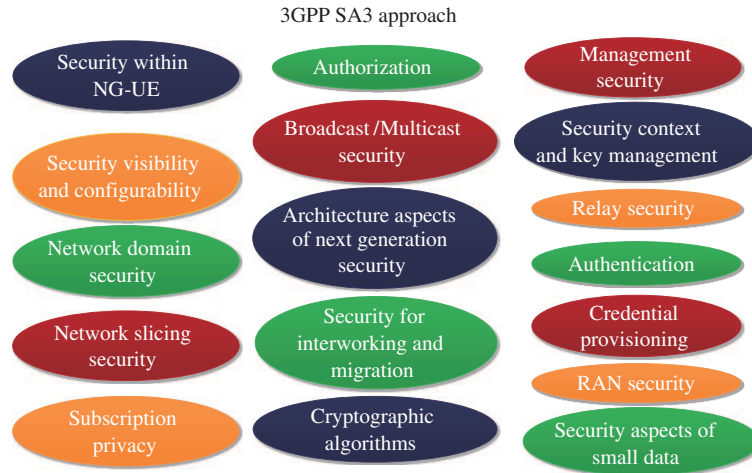 3GPP SA3 approach
Security within
NG-UE
Security visibility
and configurability
Network domain
security
Network slicing
security
Subscription
privacy
Authorization
Broadcast/Multicast
security
Architecture aspects
of next generation
security
Security for
interworking and
migration
Cryptographic
algorithms
Management
security
Security context
and key management
Relay security
Authentication
Credential
provisioning
RAN security
Security aspects of
small data